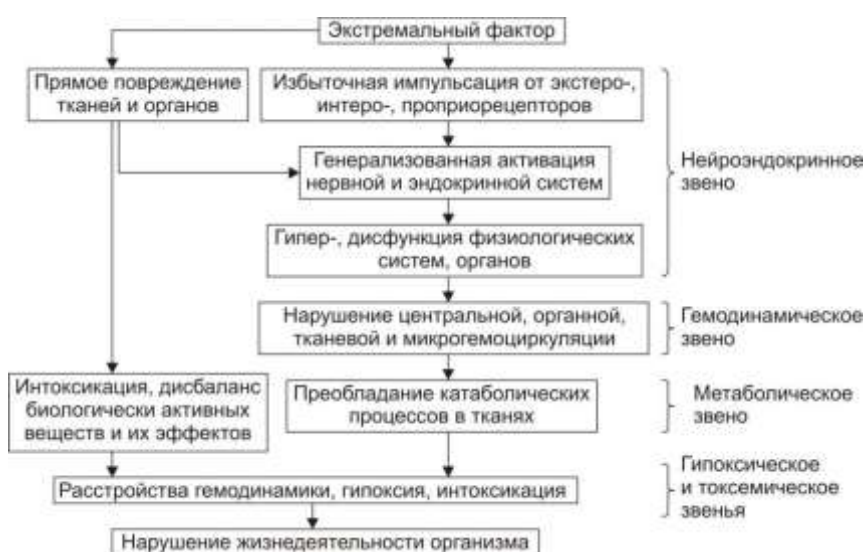 Экстремальный фактор
Прямое повреждение
тканей и органов
Избыточная импульсация от экстеро-,
интеро-, проприорецепторов
Генерализованная активация
нервной и эндокринной систем
Нейроэндокринное
звено
Гипер-, дисфункция физиологических
систем, органов
Нарушение центральной, органной,
тканевой и микрогемоциркуляции
Гемодинамическое
звено
Интоксикация, дисбаланс
биологически активных
веществ и их эффектов
Преобладание катаболических
процессов в тканях
Метаболическое
звено
Расстройства гемодинамики, гипоксия, интоксикация
Гипоксическое
и токсемическое
звенья
Нарушение жизнедеятельности организма